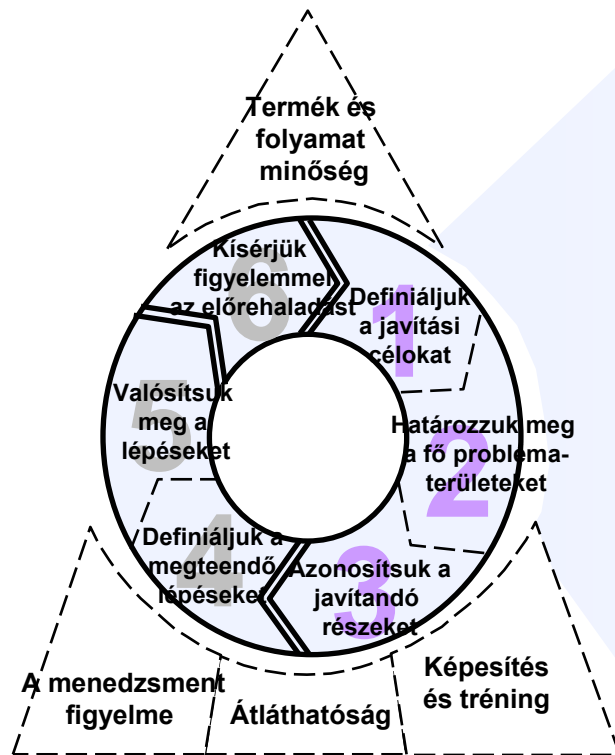 Termék és
folyamat
minőség
6
Kísérjük
figyelemmel
az előrehaladást
1
Definiáljuk
a javítási
célokat
5
Valósítsuk
meg a
lépéseket
2
Határozzuk meg
a fő probléma-
területeket
4
Definiáljuk a
megteendő
lépéseket
3
Azonosítsuk a
javítandó
részeket
A menedzsment
figyelme
Átláthatóság
Képesítés
és tréning